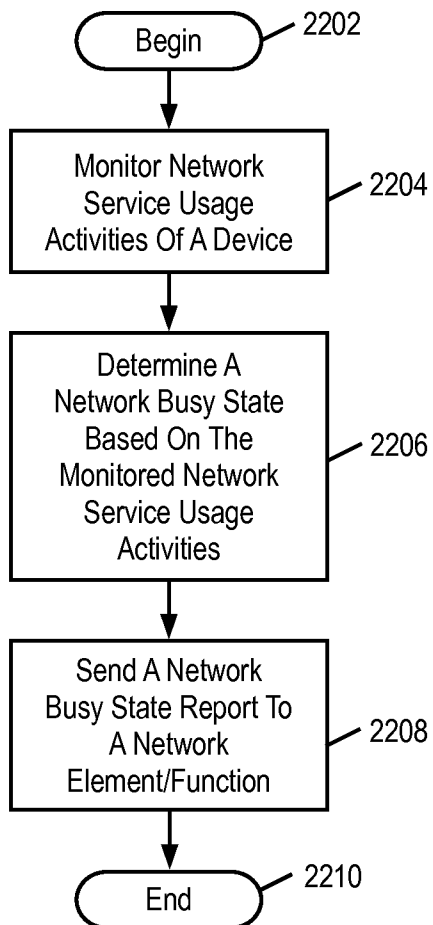 Begin
2202
Monitor Network
Service Usage
Activities Of A Device
2204
Determine A
Network Busy State
Based On The
Monitored Network
Service Usage
Activities
2206
Send A Network
Busy State Report To
A Network
Element/Function
2208
End
2210